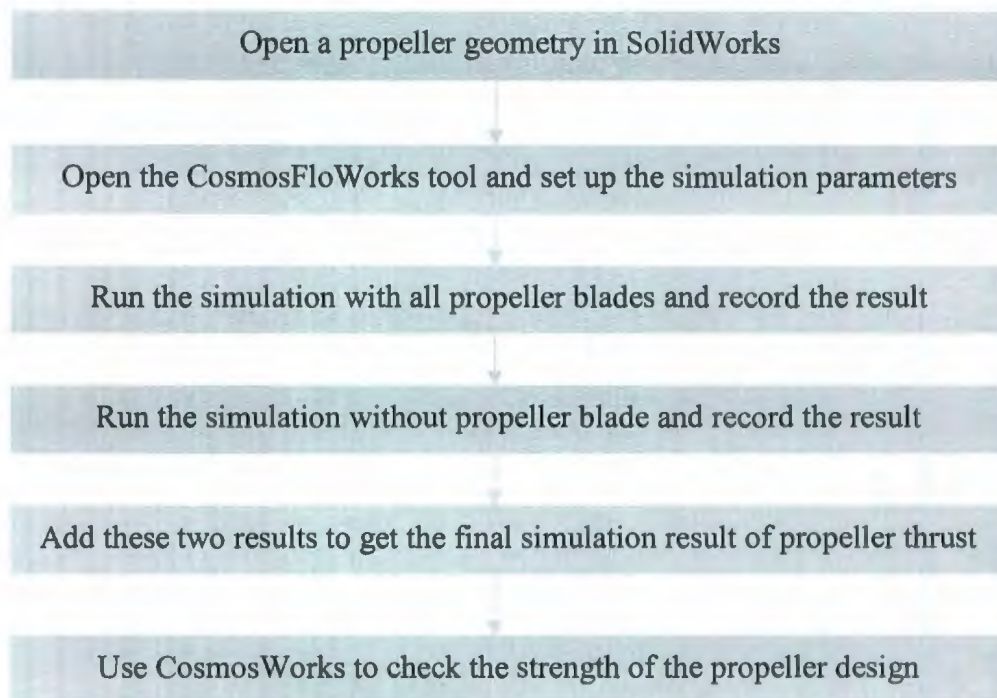 Open a propeller geometry in SolidWorks
Open the CosmosFloWorks tool and set up the simulation parameters
Run the simulation with all propeller blades and record the result
Run the simulation without propeller blade and record the result
Add these two results to get the final simulation result of propeller thrust
Use CosmosWorks to check the strength of the propeller design